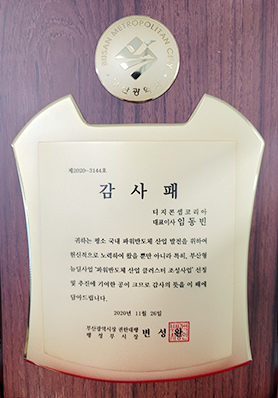 BUSAN METROPOLITAN CITY
부산광역시
제2020-3144호
감사패
디지몬셀코리아
대표이사 임동빈
귀하는 평소 국내 파워반도체 산업 발전을 위하여
헌신적으로 노력하여 왔을 뿐만 아니라 특히, 부산형
뉴딜사업 '파워반도체 산업 클러스터 조성사업' 선정
및 추진에 기여한 공이 크므로 감사의 뜻을 이 패에
담아드립니다.
2020년 11월 26일
부산광역시장 권한대행
행정부시장 변성완